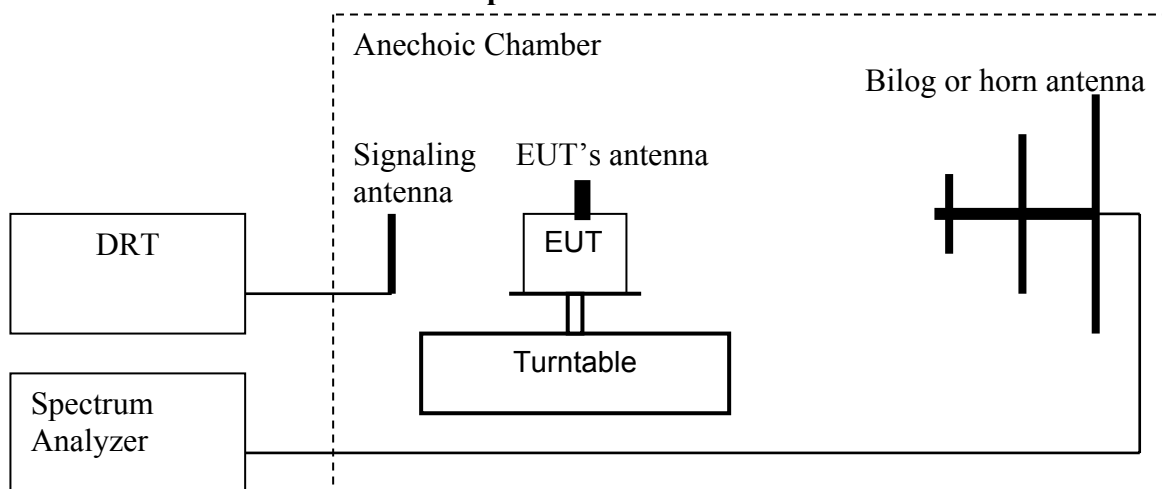 Anechoic Chamber
Bilog or horn antenna
Signaling
antenna
EUT's antenna
DRT
EUT
Turntable
Spectrum
Analyzer